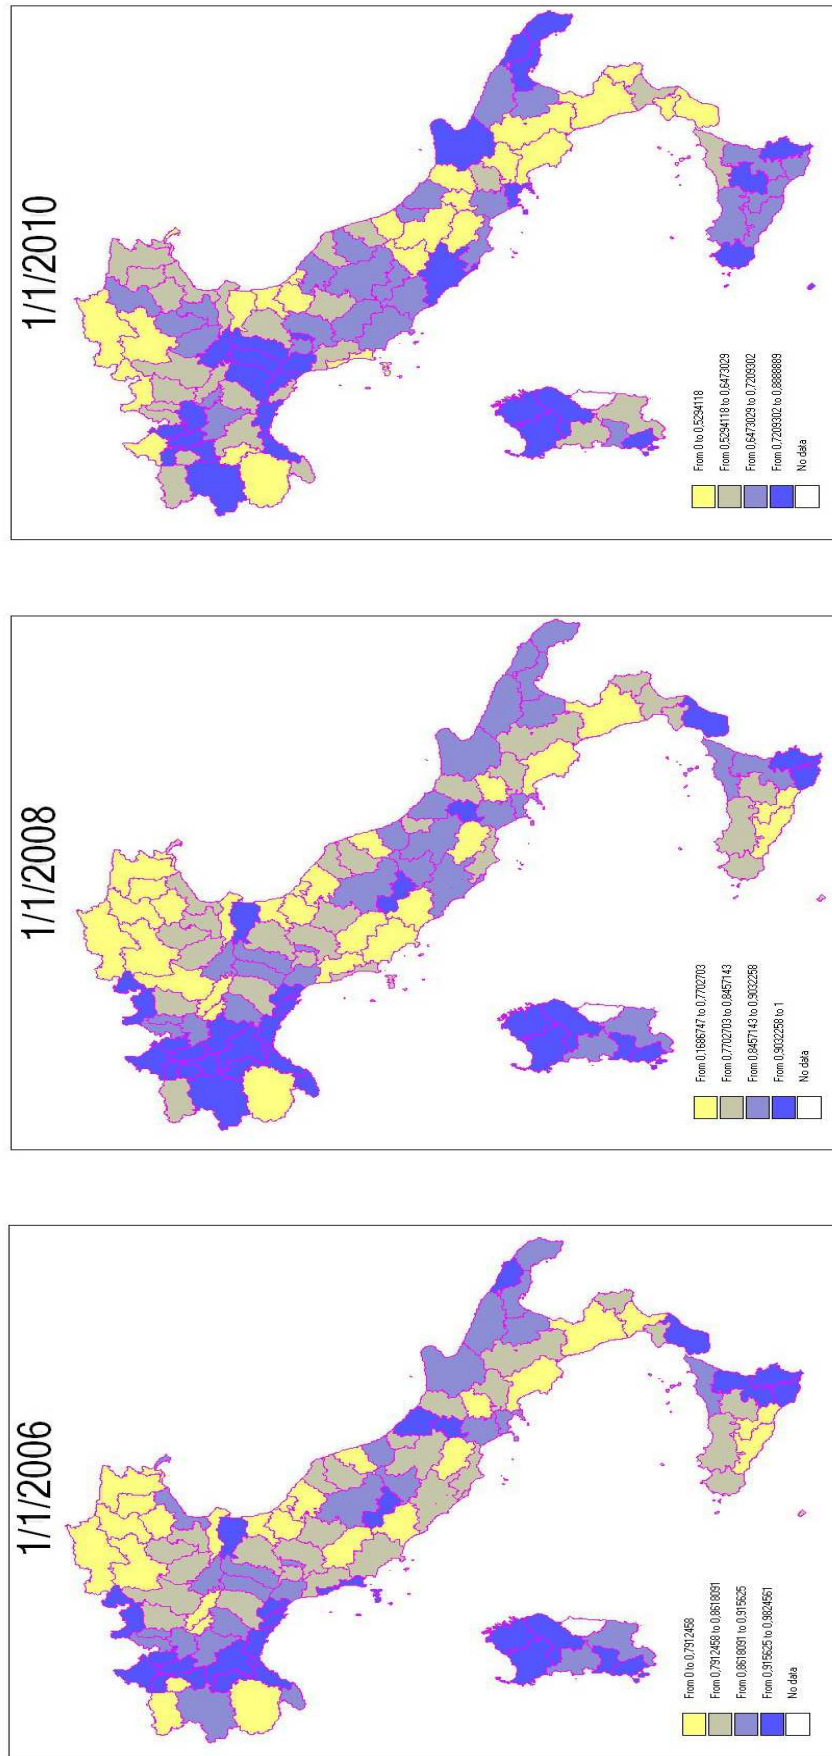 1/1/2006
From 0 to 0,7912458
From 0,7912458 to 0,8618091
From 0,8618091 to 0,915625
From 0,915625 to 0,9824561
No data
1/1/2008
From 0,1686747 to 0,7702703
From 0,7702703 to 0,8457143
From 0,8457143 to 0,9032258
From 0,9032258 to 1
No data
1/1/2010
From 0 to 0,5294118
From 0,5294118 to 0,6473029
From 0,6473029 to 0,7209302
From 0,7209302 to 0,8888889
No data